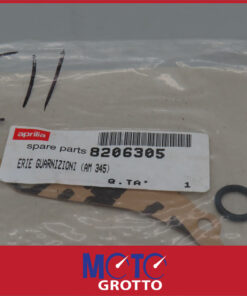 aprilia
spare parts 8206305
ERIE GUARNIZIONI (AM 345)
Q.TA' 1
MOTO
GROTTO